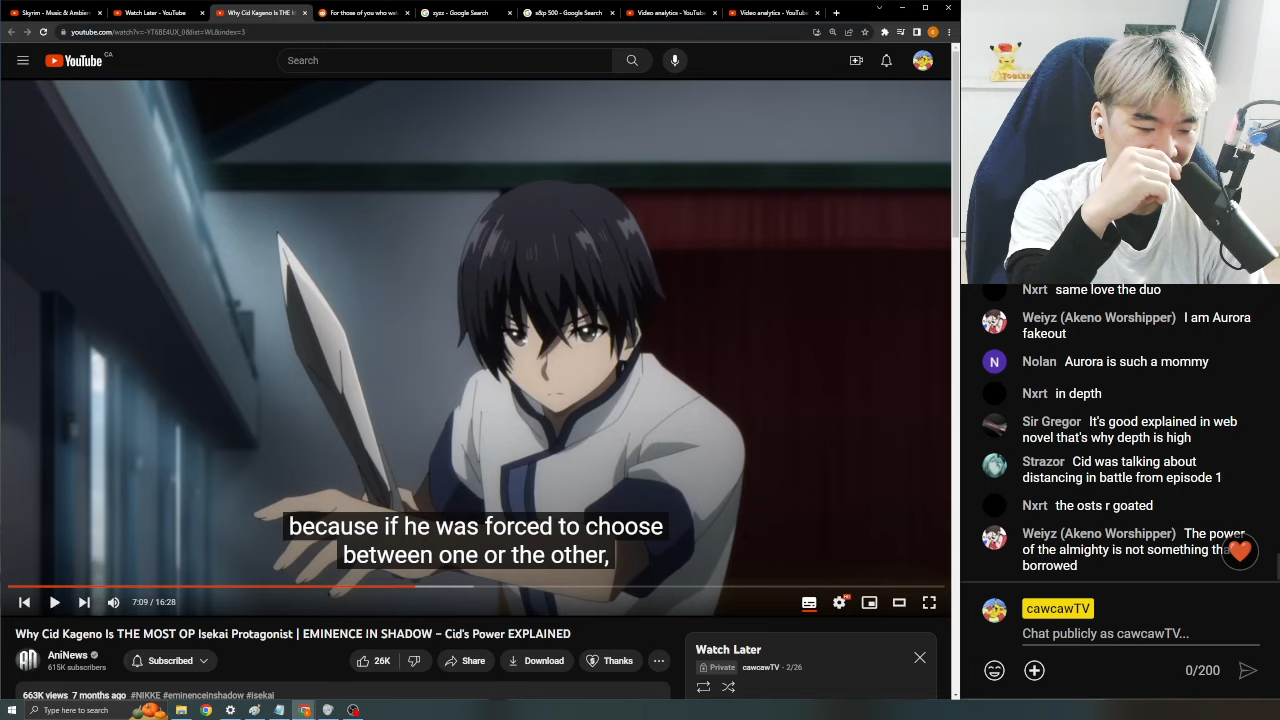 Skyrim - Music & Ambien
Watch Later - YouTube
Why Cid Kageno Is THE M
For those of you who wat
zyzz - Google Search
s&p 500 - Google Search
Video analytics - YouTub
Video analytics - YouTub
youtube.com/watch?v=-YT6BE4UX_0&list=WL&index=3
YouTube CA
Search
TOBLER
because if he was forced to choose
between one or the other,
7:09 / 16:28
HD
Why Cid Kageno Is THE MOST OP Isekai Protagonist | EMINENCE IN SHADOW – Cid's Power EXPLAINED
AN
AniNews
615K subscribers
Subscribed
26K
Share
Download
Thanks
663K views 7 months ago #NIKKE #eminenceinshadow #isekai
Watch Later
Private cawcawTV - 2/26
Nxrt same love the duo
Weiyz (Akeno Worshipper) I am Aurora
fakeout
N
Nolan Aurora is such a mommy
Nxrt in depth
Sir Gregor It's good explained in web
novel that's why depth is high
Strazor Cid was talking about
distancing in battle from episode 1
Nxrt the osts r goated
Weiyz (Akeno Worshipper) The power
of the almighty is not something
borrowed
cawcawTV
Chat publicly as cawcawTV...
0/200
Type here to search